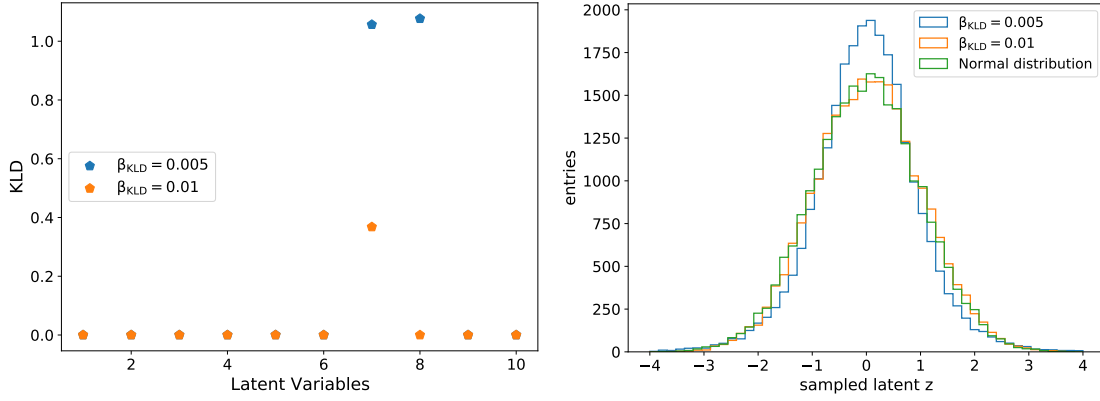 1.0
0.8
0.6
0.4
0.2
0.0
KLD
β_KLD = 0.005
β_KLD = 0.01
2 4 6 8 10
Latent Variables
2000
1750
1500
1250
1000
750
500
250
0
entries
β_KLD = 0.005
β_KLD = 0.01
Normal distribution
−4 −3 −2 −1 0 1 2 3 4
sampled latent z